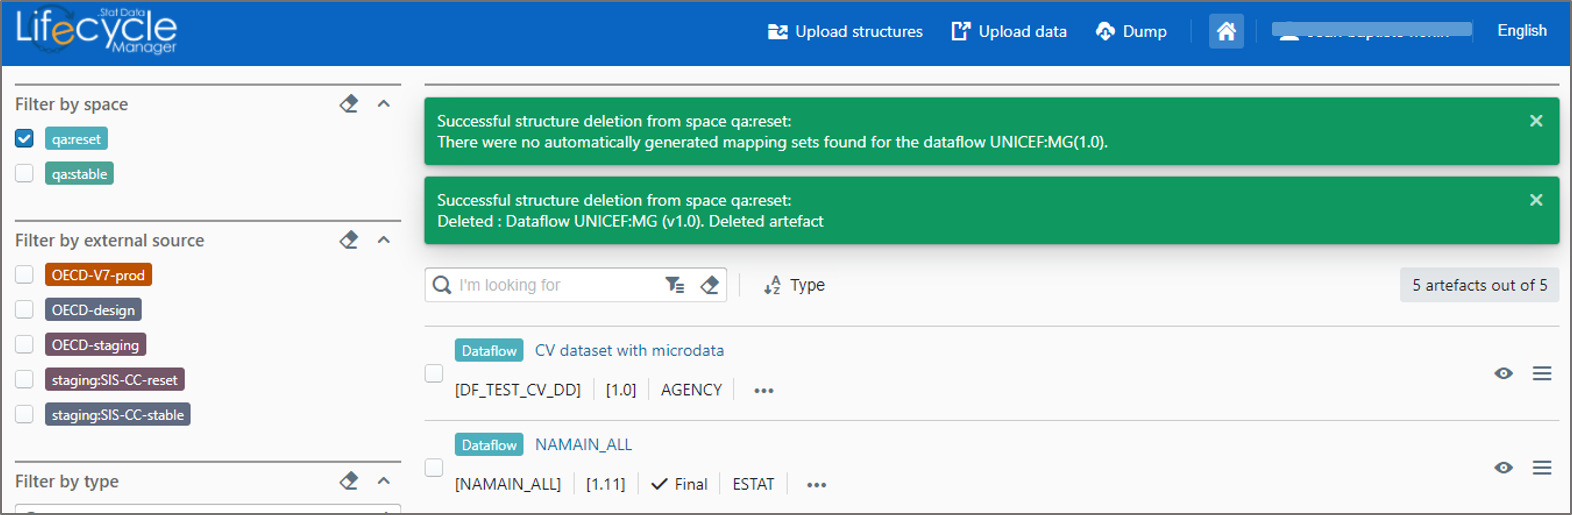 .Stat Data
Lifecycle
Manager
Upload structures
Upload data
Dump
English
Filter by space
qa:reset
qa:stable
Filter by external source
OECD-V7-prod
OECD-design
OECD-staging
staging:SIS-CC-reset
staging:SIS-CC-stable
Filter by type
Successful structure deletion from space qa:reset:
There were no automatically generated mapping sets found for the dataflow UNICEF:MG(1.0).
Successful structure deletion from space qa:reset:
Deleted : Dataflow UNICEF:MG (v1.0). Deleted artefact
I'm looking for
Type
5 artefacts out of 5
Dataflow CV dataset with microdata
[DF_TEST_CV_DD] [1.0] AGENCY •••
Dataflow NAMAIN_ALL
[NAMAIN_ALL] [1.11] Final ESTAT •••